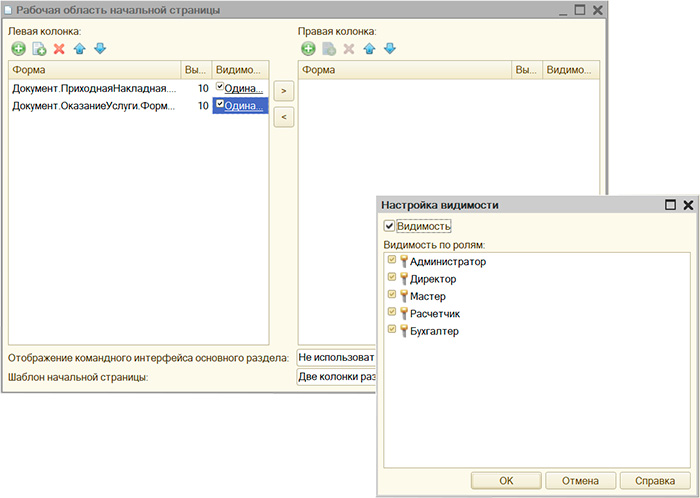 Рабочая область начальной страницы
Левая колонка:
Правая колонка:
Форма Вы... Видимо...
Форма Вы... Видимо...
Документ.ПриходнаяНакладная.... 10 Одина...
Документ.ОказаниеУслуги.Форм... 10 Одина...
Отображение командного интерфейса основного раздела: Не использоват
Шаблон начальной страницы: Две колонки раз
Настройка видимости
Видимость
Видимость по ролям:
Администратор
Директор
Мастер
Расчетчик
Бухгалтер
OK Отмена Справка